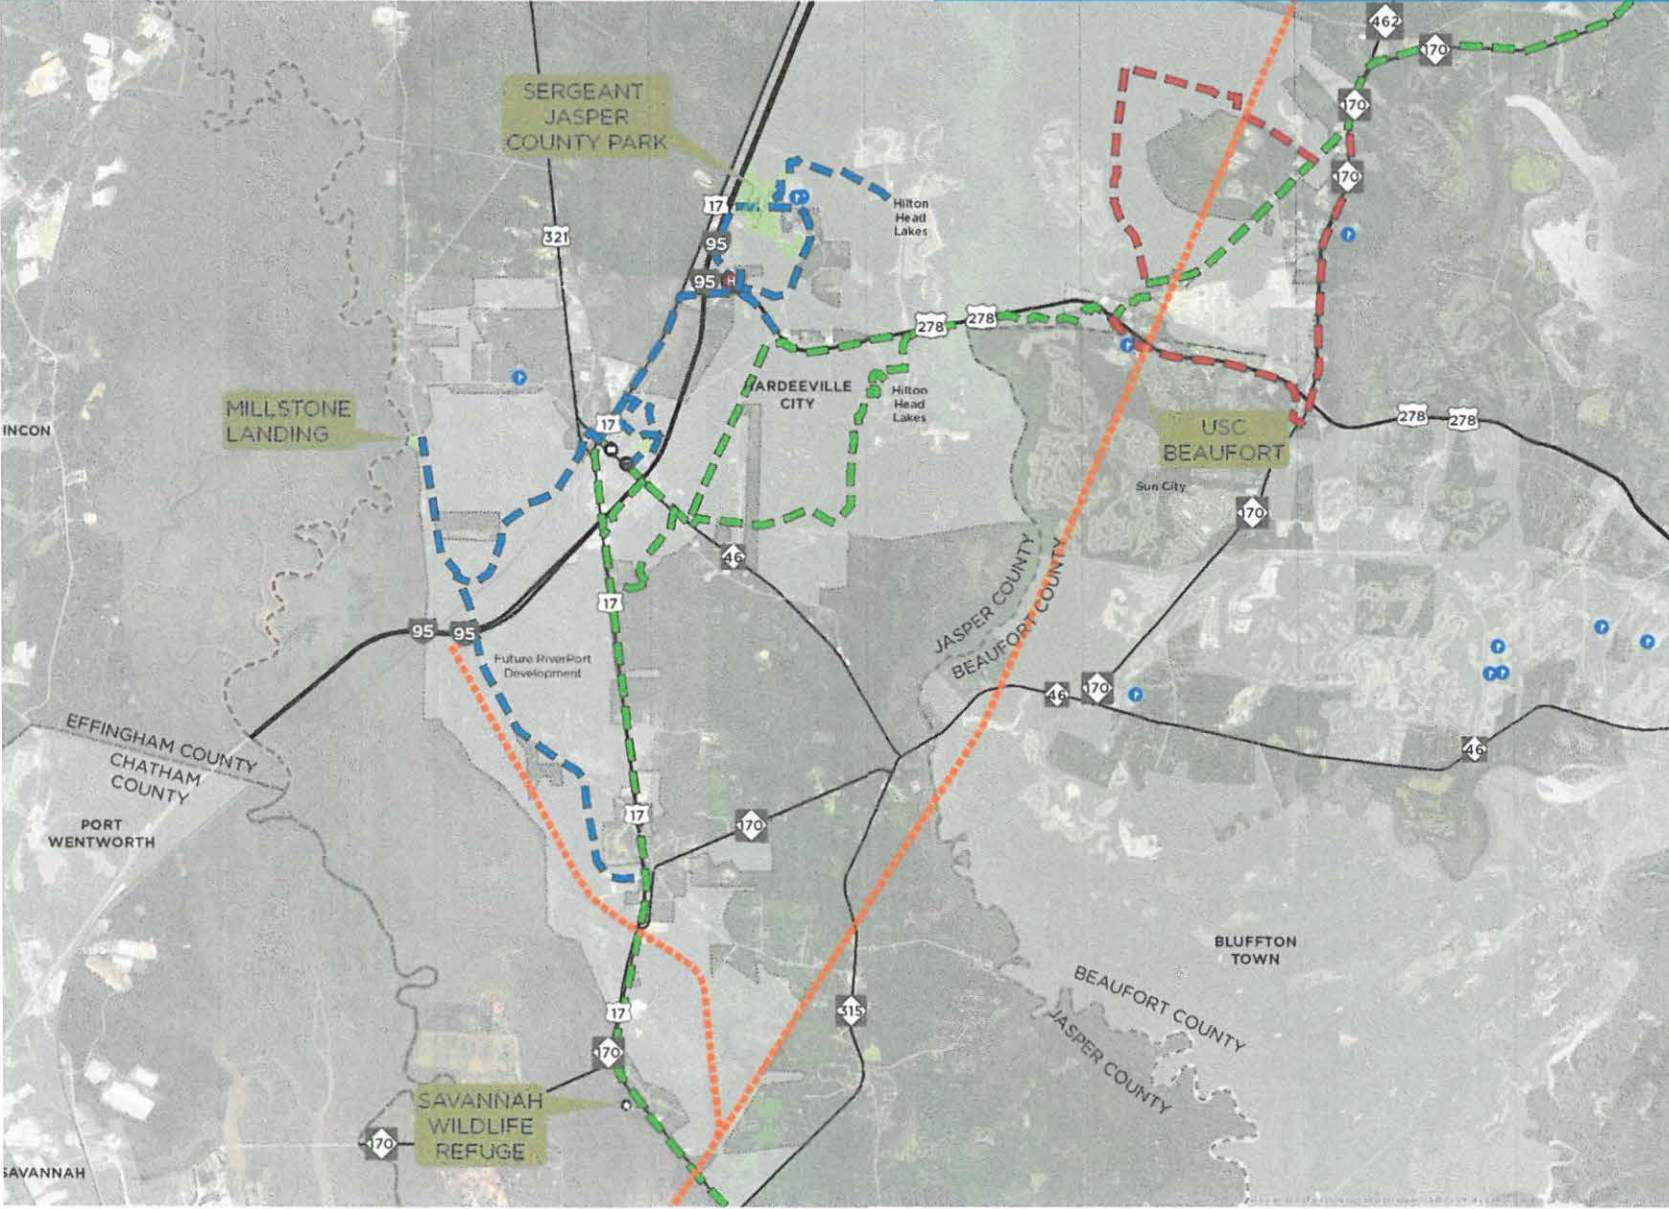 462
170
SERGEANT
JASPER
COUNTY PARK
170
170
17
Hilton
Head
Lakes
321
95
95
H
278
278
HARDEEVILLE
CITY
Hilton
Head
Lakes
MILLSTONE
LANDING
INCON
17
278
278
USC
BEAUFORT
Sun City
170
46
JASPER COUNTY
BEAUFORT COUNTY
17
95
95
Future RiverPort
Development
46
170
46
EFFINGHAM COUNTY
CHATHAM
COUNTY
PORT
WENTWORTH
17
170
BLUFFTON
TOWN
BEAUFORT COUNTY
JASPER COUNTY
17
315
170
SAVANNAH
WILDLIFE
REFUGE
170
SAVANNAH